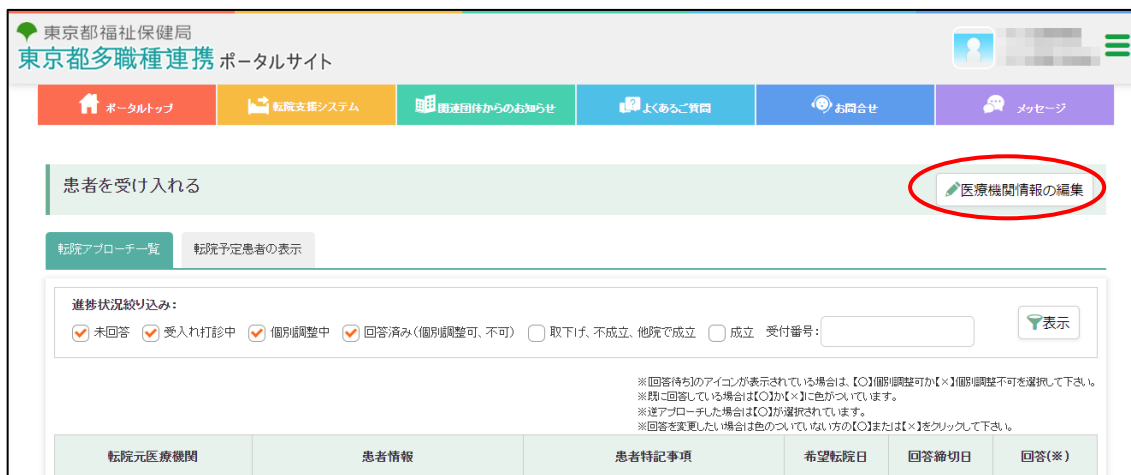 東京都福祉保健局
東京都多職種連携 ポータルサイト
ポータルトップ
転院支援システム
関連団体からのお知らせ
よくあるご質問
お問合せ
メッセージ
患者を受け入れる
医療機関情報の編集
転院アプローチ一覧
転院予定患者の表示
進捗状況絞り込み:
未回答 受入れ打診中 個別調整中 回答済み(個別調整可、不可) 取下げ、不成立、他院で成立 成立 受付番号:
表示
※[回答待ち]のアイコンが表示されている場合は、【○】個別調整可か【×】個別調整不可を選択して下さい。
※既に回答している場合は【○】か【×】に色がついています。
※逆アプローチした場合は【○】が選択されています。
※回答を変更したい場合は色のついていない方の【○】または【×】をクリックして下さい。
転院元医療機関 患者情報 患者特記事項 希望転院日 回答締切日 回答(※)